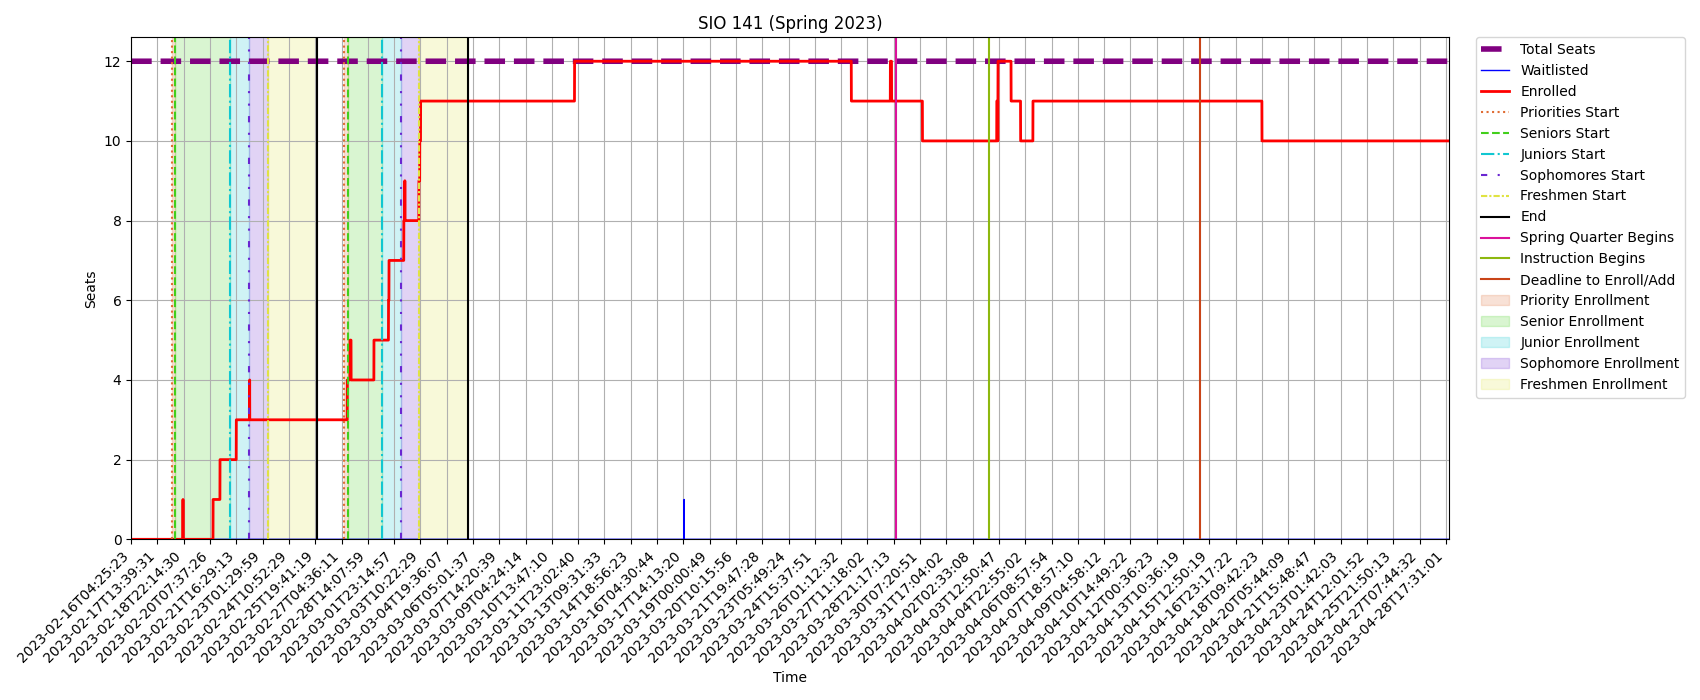 SIO 141 (Spring 2023)
12
10
8
6
4
2
0
Seats
2023-02-16T04:25:23
2023-02-17T13:39:31
2023-02-18T22:14:30
2023-02-20T07:37:26
2023-02-21T16:29:13
2023-02-23T01:29:59
2023-02-24T10:52:29
2023-02-25T19:41:19
2023-02-27T04:36:11
2023-02-28T14:07:59
2023-03-01T23:14:57
2023-03-03T10:22:29
2023-03-04T19:36:07
2023-03-06T05:01:37
2023-03-07T14:20:39
2023-03-09T04:24:14
2023-03-10T13:47:10
2023-03-11T23:02:40
2023-03-13T09:31:33
2023-03-14T18:56:23
2023-03-16T04:30:44
2023-03-17T14:13:20
2023-03-19T00:00:49
2023-03-20T10:15:56
2023-03-21T19:47:28
2023-03-23T05:49:24
2023-03-24T15:37:51
2023-03-26T01:12:32
2023-03-27T11:18:02
2023-03-28T21:17:13
2023-03-30T07:20:51
2023-03-31T17:04:02
2023-04-02T02:33:08
2023-04-03T12:50:47
2023-04-04T22:55:02
2023-04-06T08:57:54
2023-04-07T18:57:10
2023-04-09T04:58:12
2023-04-10T14:49:22
2023-04-12T00:36:23
2023-04-13T10:36:19
2023-04-15T12:50:19
2023-04-16T23:17:22
2023-04-18T09:42:23
2023-04-20T05:44:09
2023-04-21T15:48:47
2023-04-23T01:42:03
2023-04-24T12:01:52
2023-04-25T21:50:13
2023-04-27T07:44:32
2023-04-28T17:31:01
Time
Total Seats
Waitlisted
Enrolled
Priorities Start
Seniors Start
Juniors Start
Sophomores Start
Freshmen Start
End
Spring Quarter Begins
Instruction Begins
Deadline to Enroll/Add
Priority Enrollment
Senior Enrollment
Junior Enrollment
Sophomore Enrollment
Freshmen Enrollment